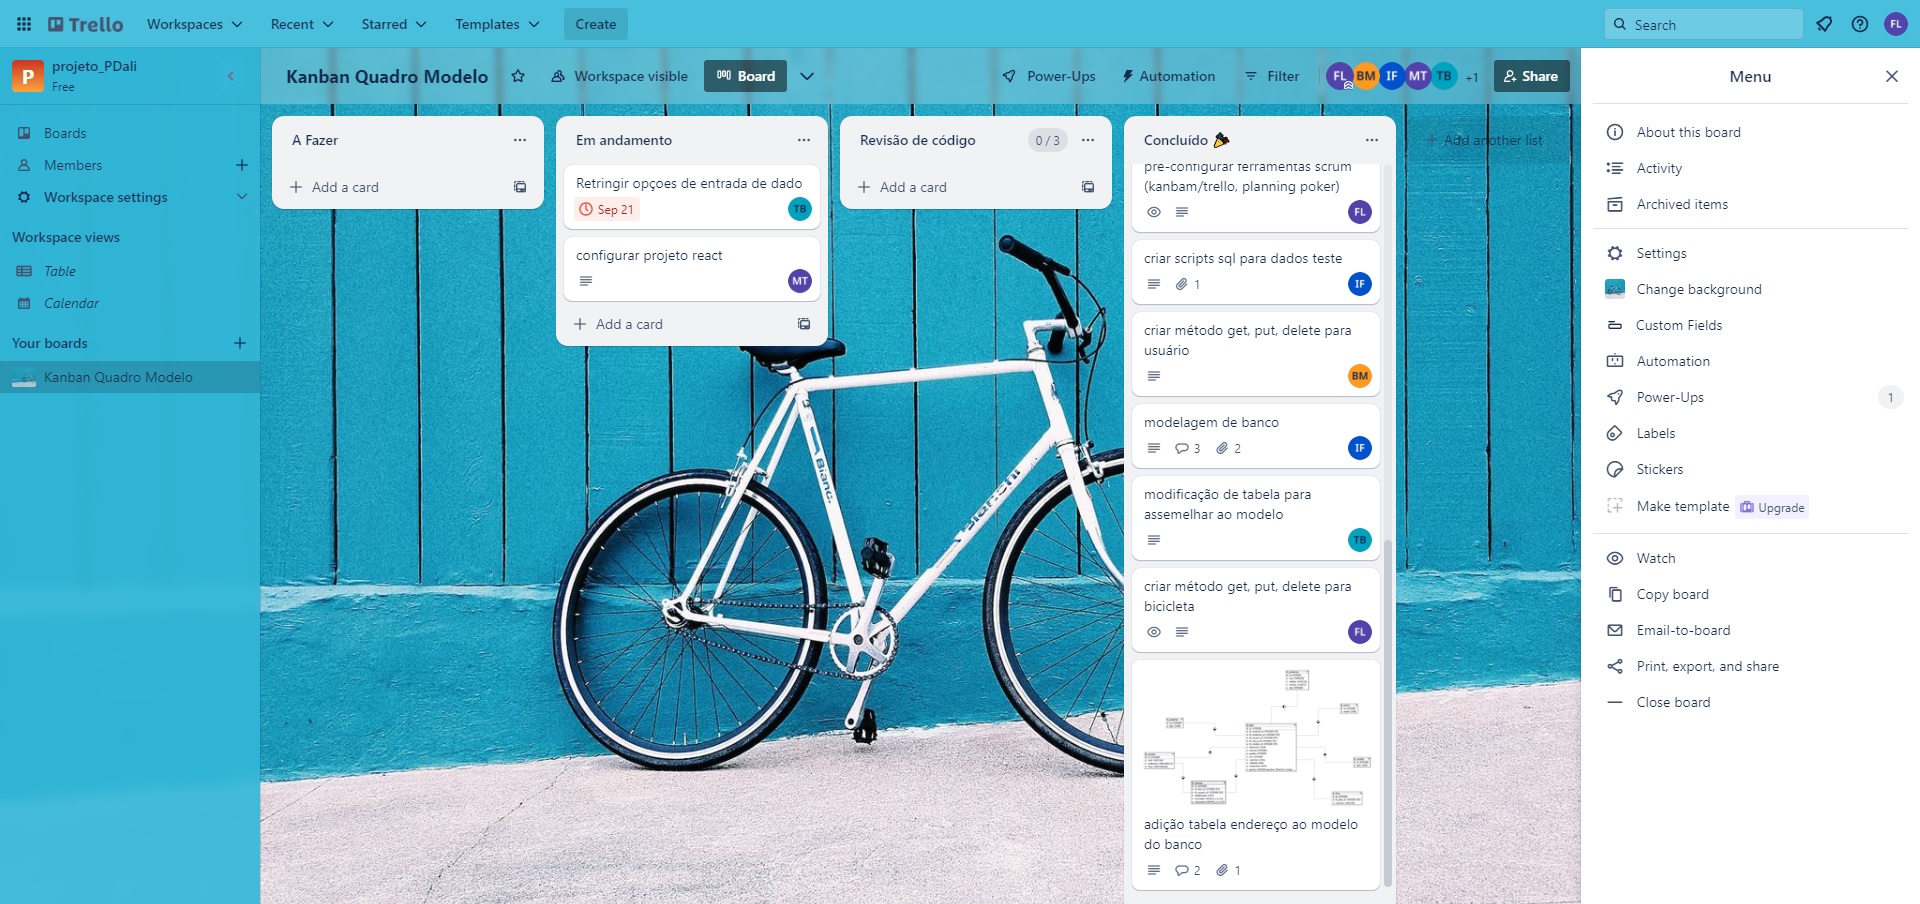 Trello
Workspaces
Recent
Starred
Templates
Create
Search
FL
P
projeto_PDali
Free
Kanban Quadro Modelo
Workspace visible
Board
Power-Ups
Automation
Filter
FL
BM
IF
MT
TB
+1
Share
Menu
Boards
Members
Workspace settings
Workspace views
Table
Calendar
Your boards
Kanban Quadro Modelo
A Fazer
Add a card
Em andamento
Retringir opçoes de entrada de dado
Sep 21
TB
configurar projeto react
MT
Add a card
Revisão de código
0 / 3
Add a card
Concluído
pré-configurar ferramentas scrum
(kanbam/trello, planning poker)
FL
criar scripts sql para dados teste
1
IF
criar método get, put, delete para
usuário
BM
modelagem de banco
3
2
IF
modificação de tabela para
assemelhar ao modelo
TB
criar método get, put, delete para
bicicleta
FL
adição tabela endereço ao modelo
do banco
2
1
Add another list
Bianc.
Bianchi
About this board
Activity
Archived items
Settings
Change background
Custom Fields
Automation
Power-Ups
1
Labels
Stickers
Make template
Upgrade
Watch
Copy board
Email-to-board
Print, export, and share
Close board